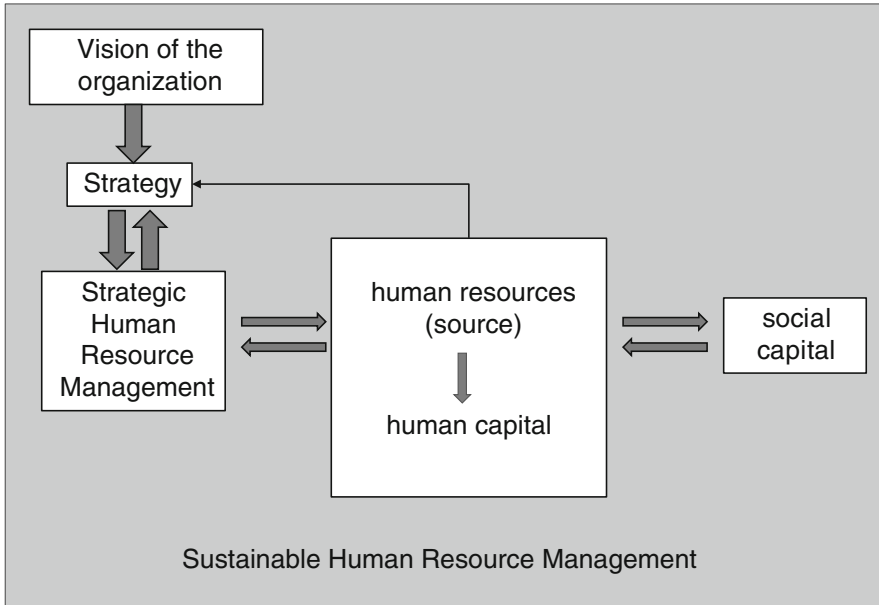 Vision of the
organization
Strategy
Strategic
Human
Resource
Management
human resources
(source)
human capital
social
capital
Sustainable Human Resource Management